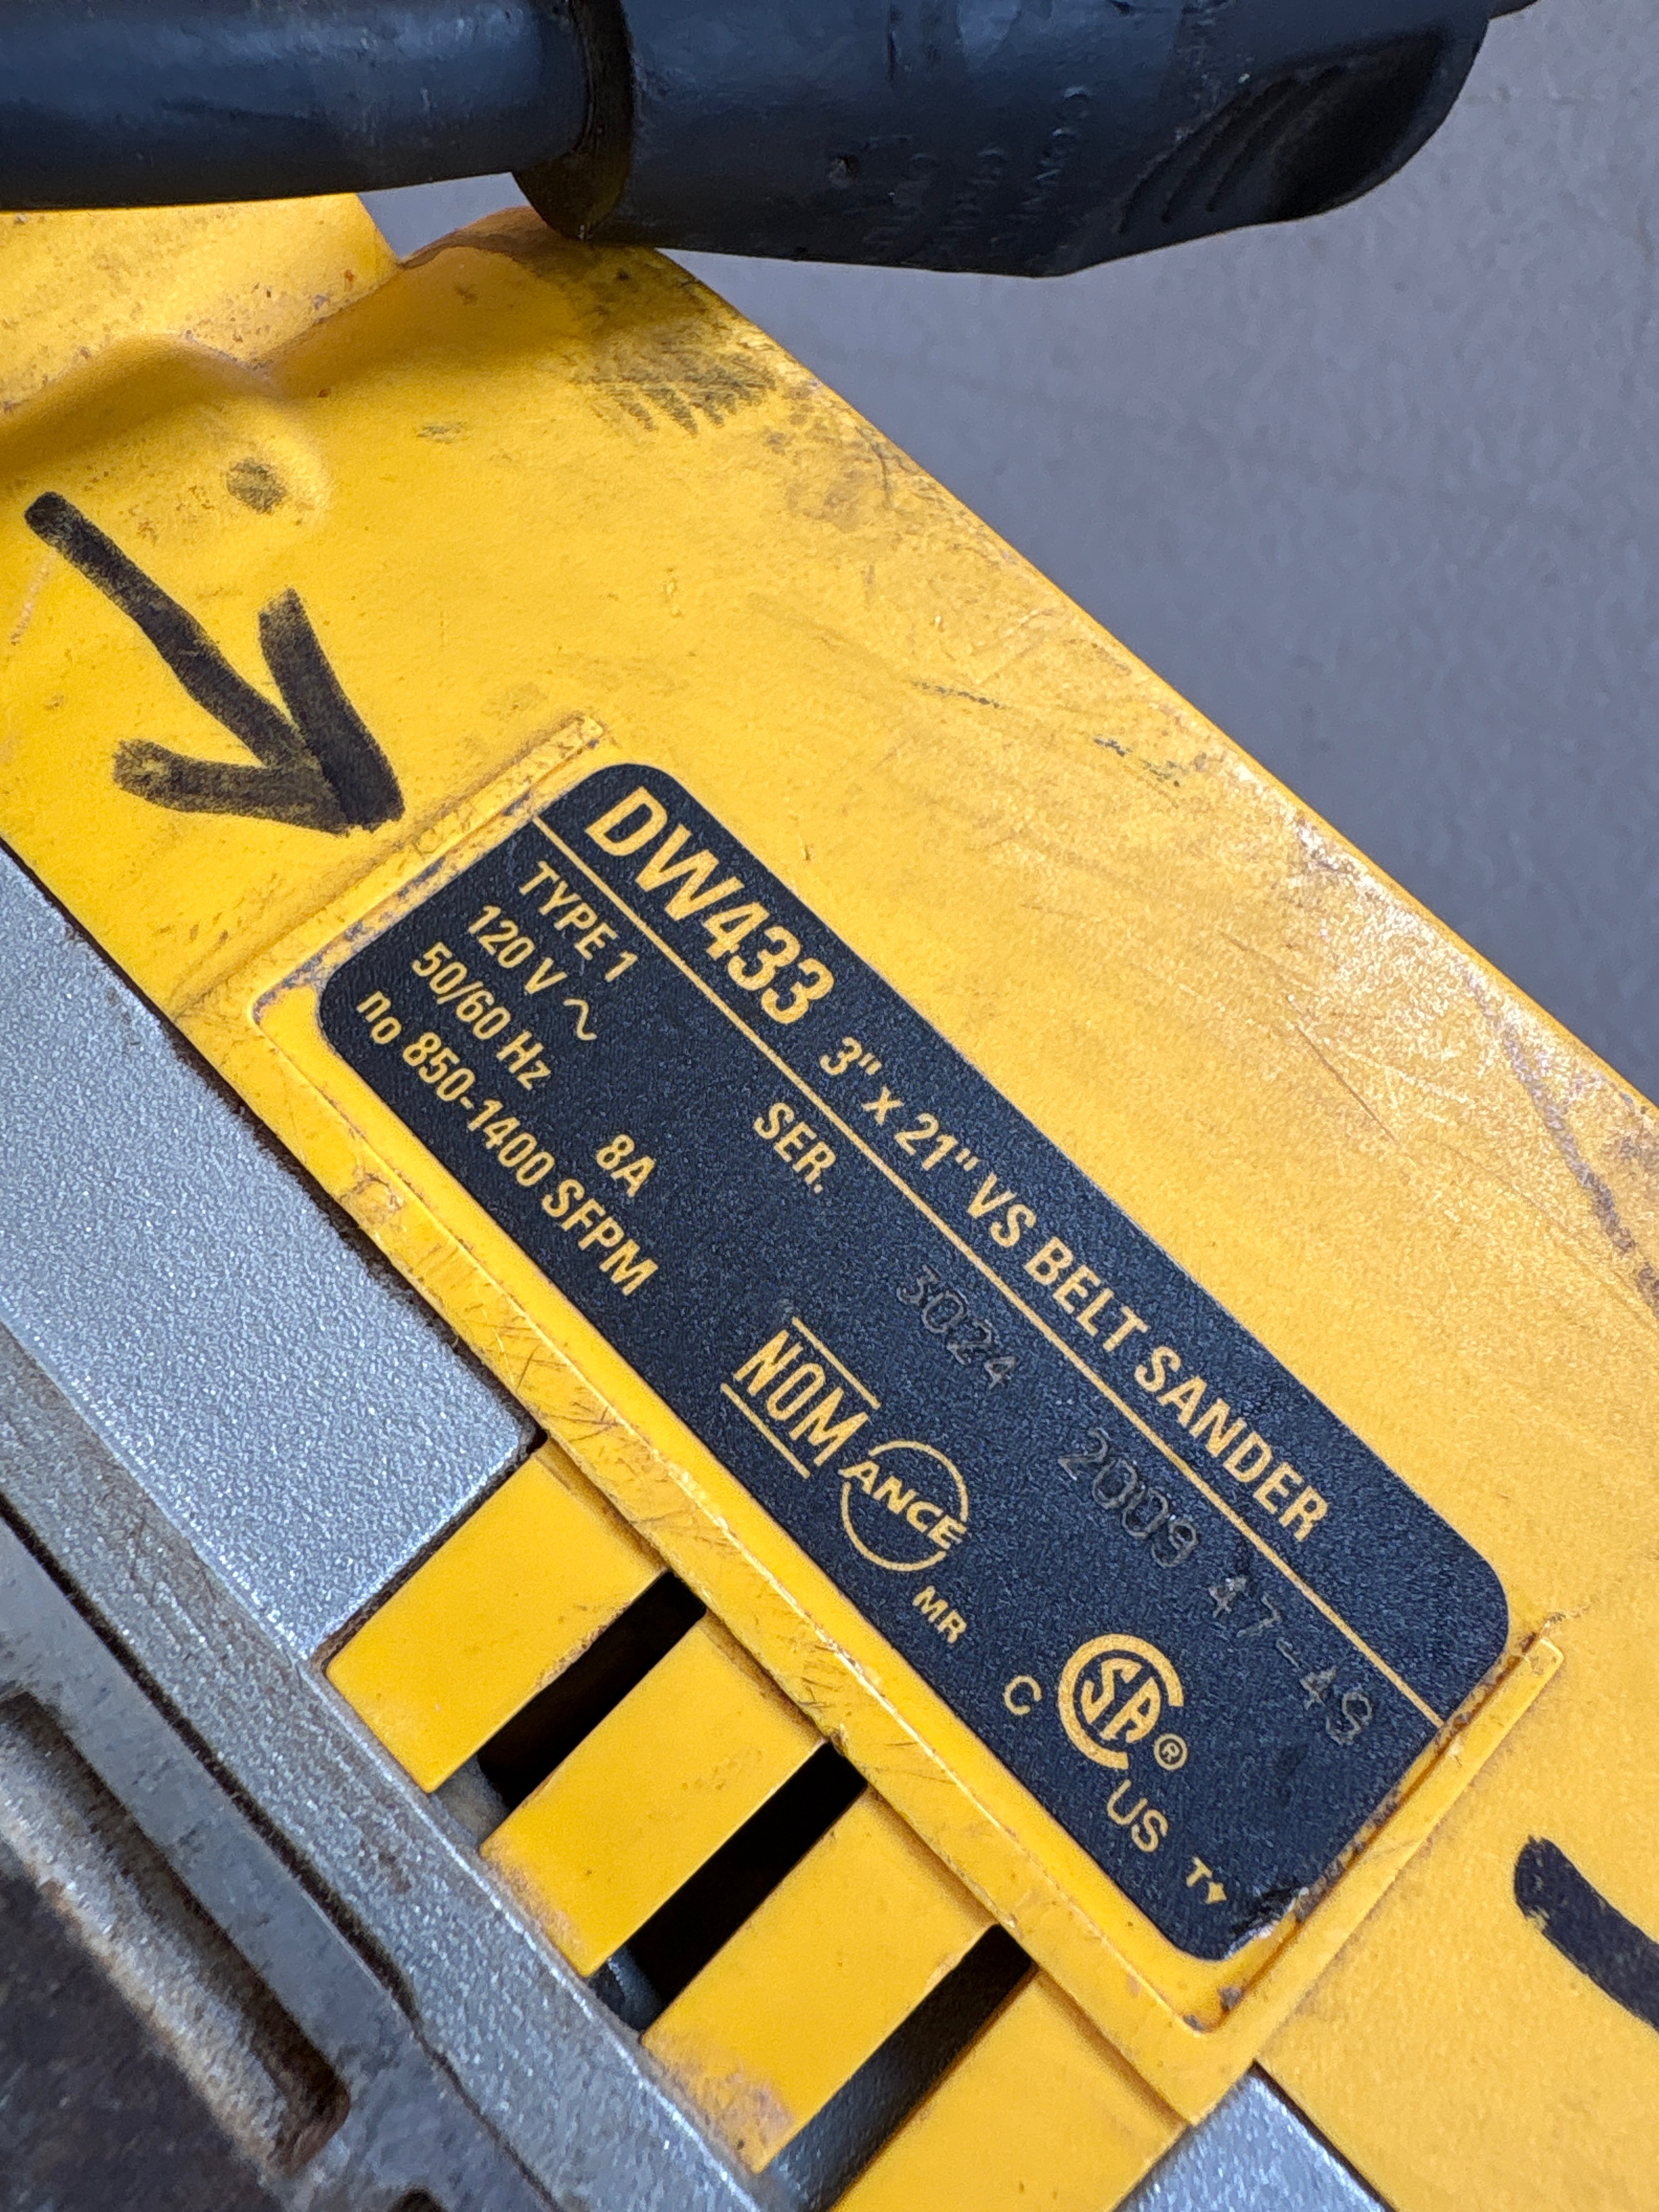 DW433 3" x 21" VS BELT SANDER
TYPE 1 SER. 3024 2009 47-49
120 V ~
50/60 Hz 8A
no 850-1400 SFPM
NOM
ANCE
MR
C SA ® US
T